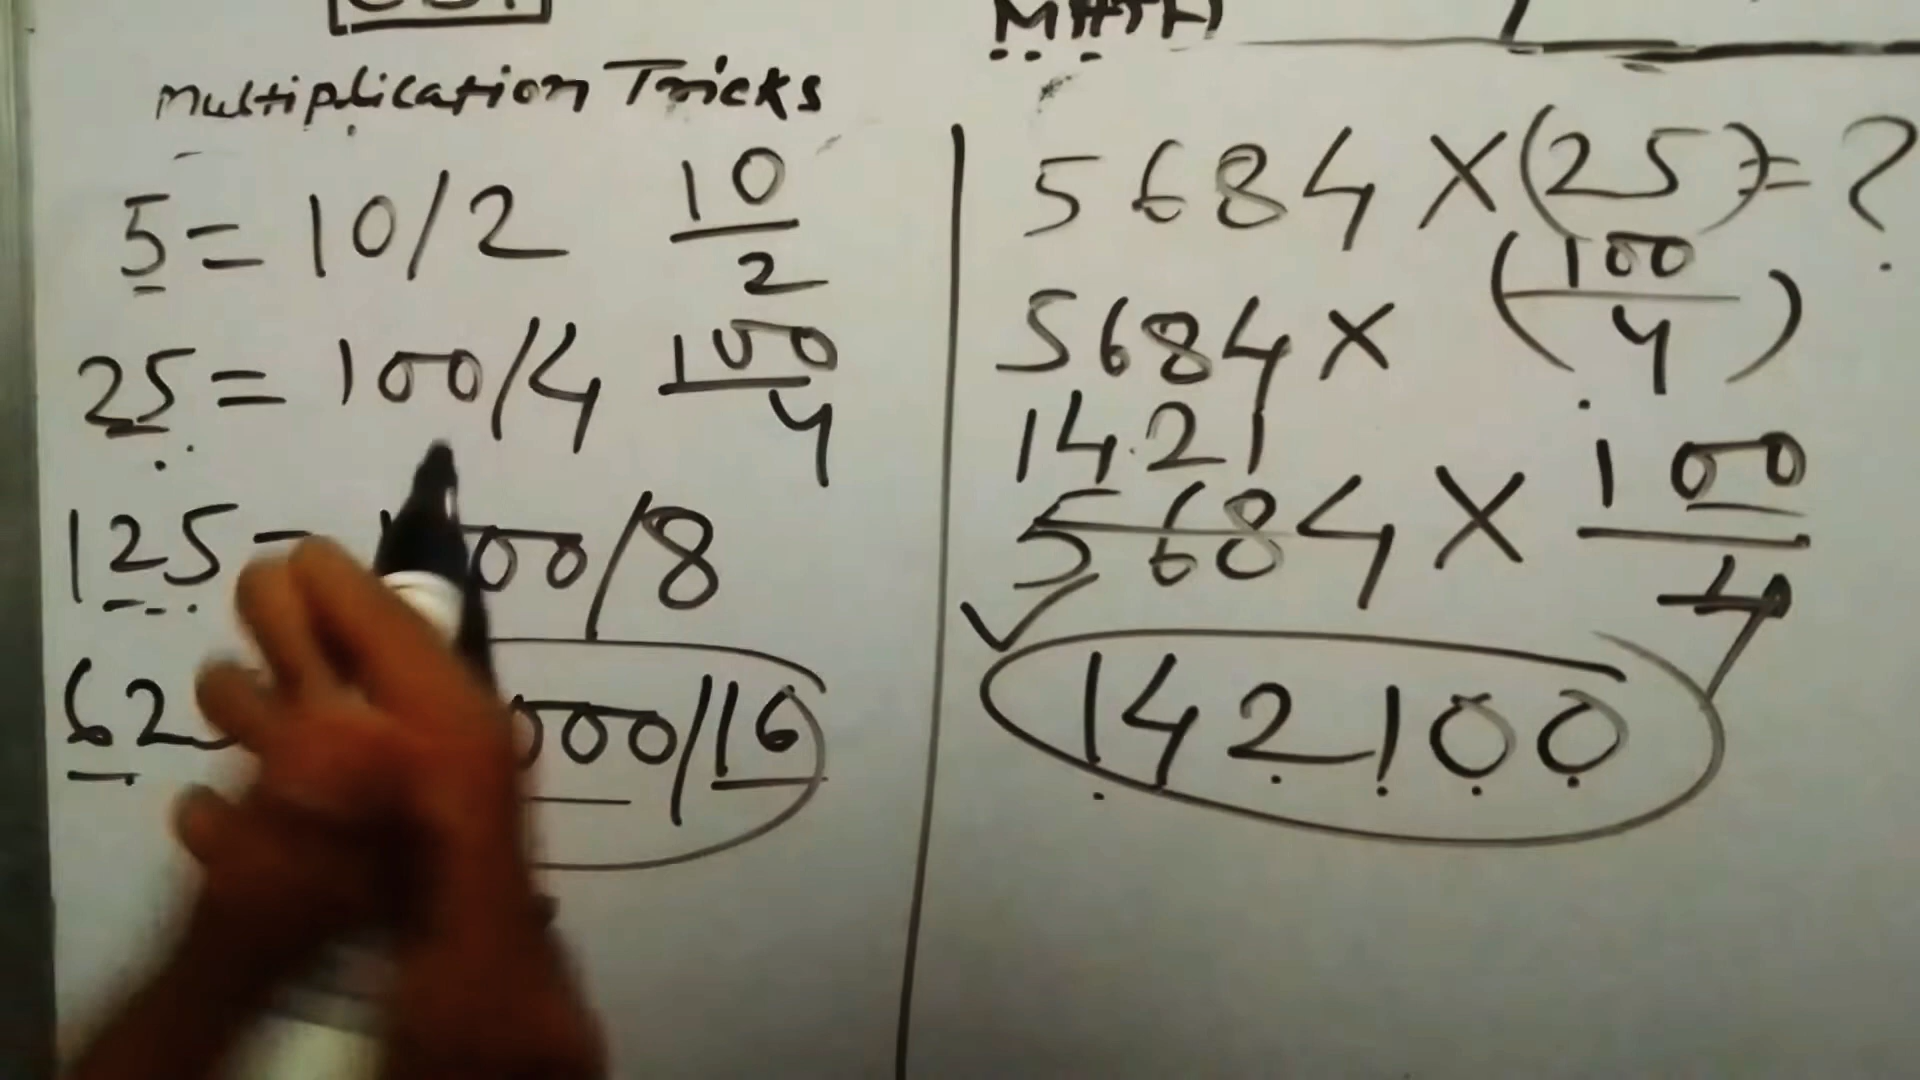 MATH
Multiplication Tricks
5 = 10/2 10/2
25 = 100/4 100/4
125 = 1000/8
62 000/16
5684 × (25) = ?
5684 × (100/4)
1421
5684 × 100/4
142100